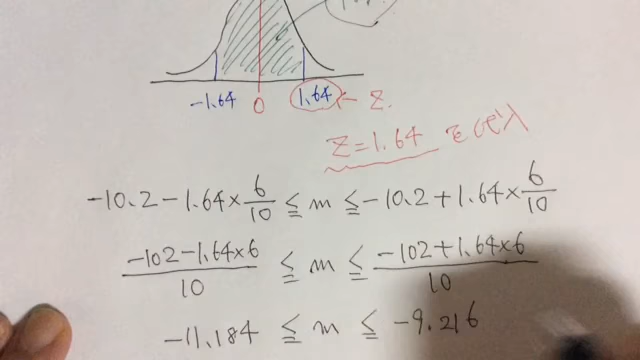 -1.64 0 1.64 ← Z.
Z=1.64 を代入
-10.2-1.64×6/10 ≦ m ≦ -10.2+1.64×6/10
(-102-1.64×6)/10 ≦ m ≦ (-102+1.64×6)/10
-11.184 ≦ m ≦ -9.216